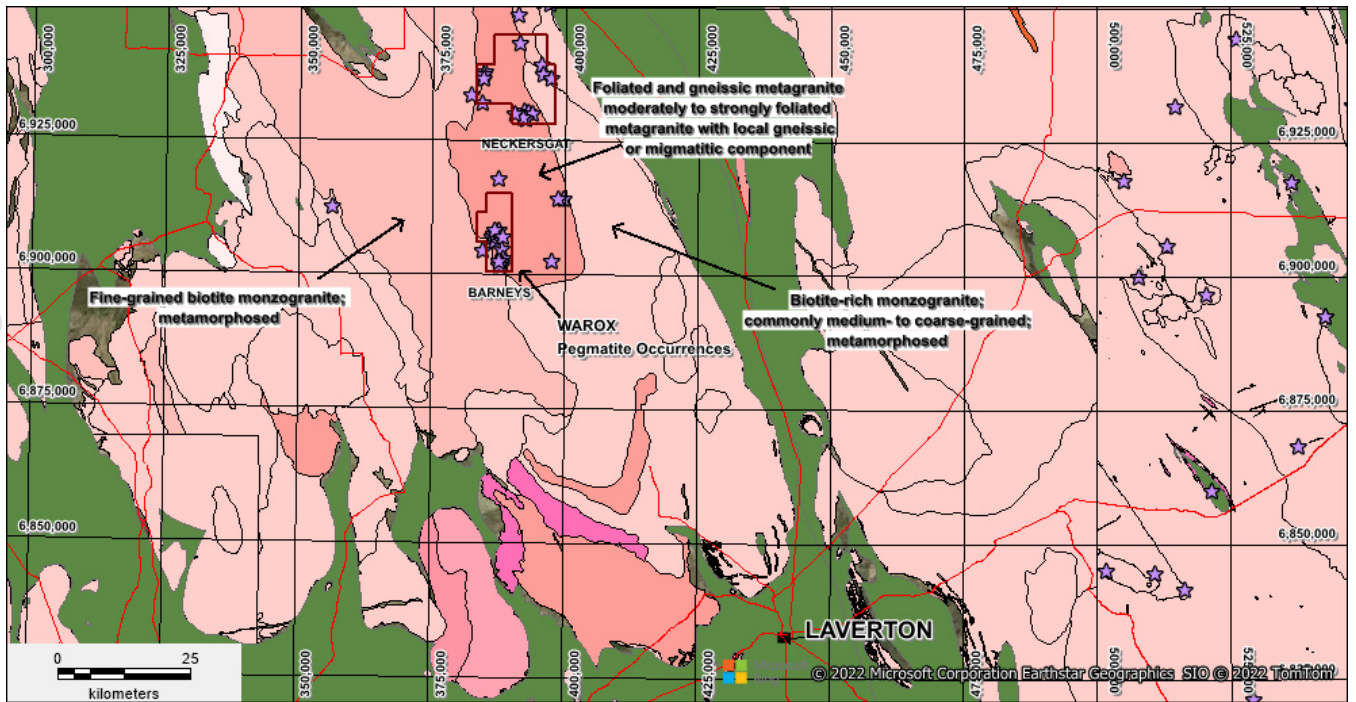 300,000
325,000
350,000
375,000
400,000
425,000
450,000
475,000
500,000
525,000
Foliated and gneissic metagranite
moderately to strongly foliated
metagranite with local gneissic
or migmatitic component
6,925,000
6,925,000
NECKERSGAT
6,900,000
6,900,000
Fine-grained biotite monzogranite;
metamorphosed
BARNEYS
Biotite-rich monzogranite;
commonly medium- to coarse-grained;
metamorphosed
WAROX
Pegmatite Occurrences
6,875,000
6,875,000
6,850,000
6,850,000
LAVERTON
0 25
kilometers
350,000
375,000
400,000
425,000
© 2022 Microsoft Corporation Earthstar Geographics SIO © 2022 TomTom